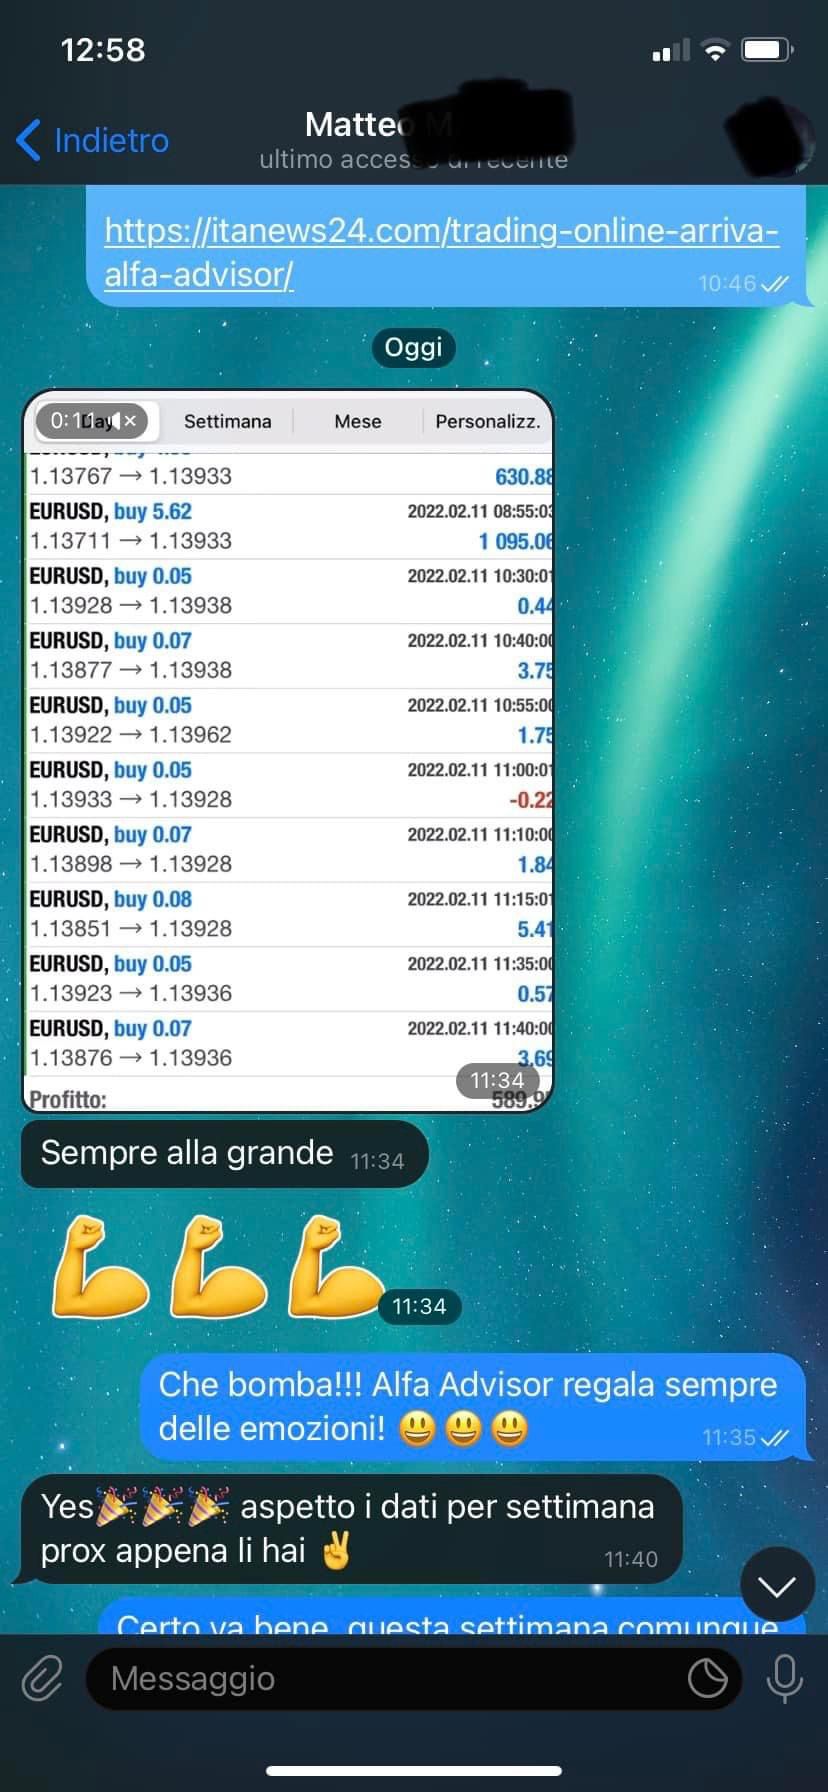 12:58
Indietro
Matteo M
ultimo accesso di recente
https://itanews24.com/trading-online-arriva-
alfa-advisor/
10:46
Oggi
0:11 Day Settimana Mese Personalizz.
1.13767 → 1.13933 630.88
EURUSD, buy 5.62 2022.02.11 08:55:03
1.13711 → 1.13933 1 095.06
EURUSD, buy 0.05 2022.02.11 10:30:01
1.13928 → 1.13938 0.44
EURUSD, buy 0.07 2022.02.11 10:40:00
1.13877 → 1.13938 3.75
EURUSD, buy 0.05 2022.02.11 10:55:00
1.13922 → 1.13962 1.75
EURUSD, buy 0.05 2022.02.11 11:00:01
1.13933 → 1.13928 -0.22
EURUSD, buy 0.07 2022.02.11 11:10:00
1.13898 → 1.13928 1.84
EURUSD, buy 0.08 2022.02.11 11:15:01
1.13851 → 1.13928 5.41
EURUSD, buy 0.05 2022.02.11 11:35:00
1.13923 → 1.13936 0.57
EURUSD, buy 0.07 2022.02.11 11:40:00
1.13876 → 1.13936 3.69
11:34
Profitto: 589.9
Sempre alla grande 11:34
💪💪💪 11:34
Che bomba!!! Alfa Advisor regala sempre
delle emozioni! 😃😃😃 11:35
Yes🎉🎉🎉 aspetto i dati per settimana
prox appena li hai ✌️ 11:40
Certo va bene, questa settimana comunque
Messaggio